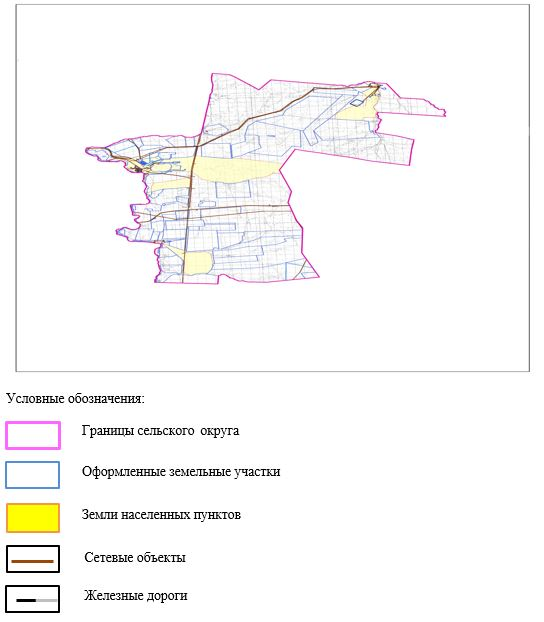 Условные обозначения:
Границы сельского округа
Оформленные земельные участки
Земли населенных пунктов
Сетевые объекты
Железные дороги